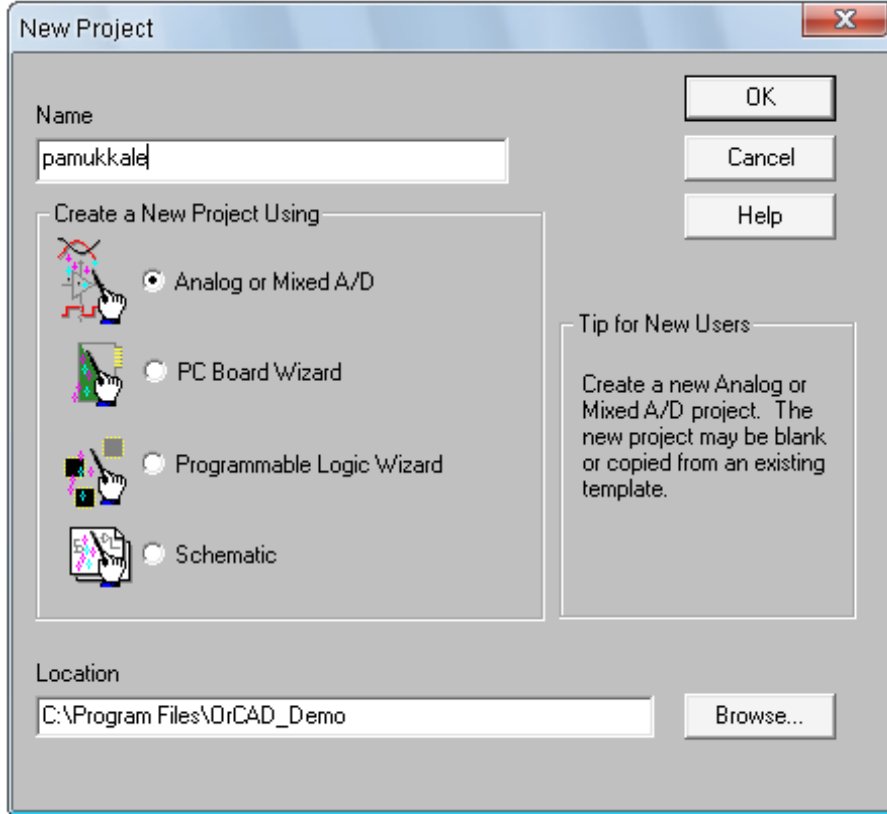 New Project
Name
pamukkale
OK
Cancel
Help
Create a New Project Using
Analog or Mixed A/D
PC Board Wizard
Programmable Logic Wizard
Schematic
Tip for New Users
Create a new Analog or
Mixed A/D project. The
new project may be blank
or copied from an existing
template.
Location
C:\Program Files\OrCAD_Demo
Browse...